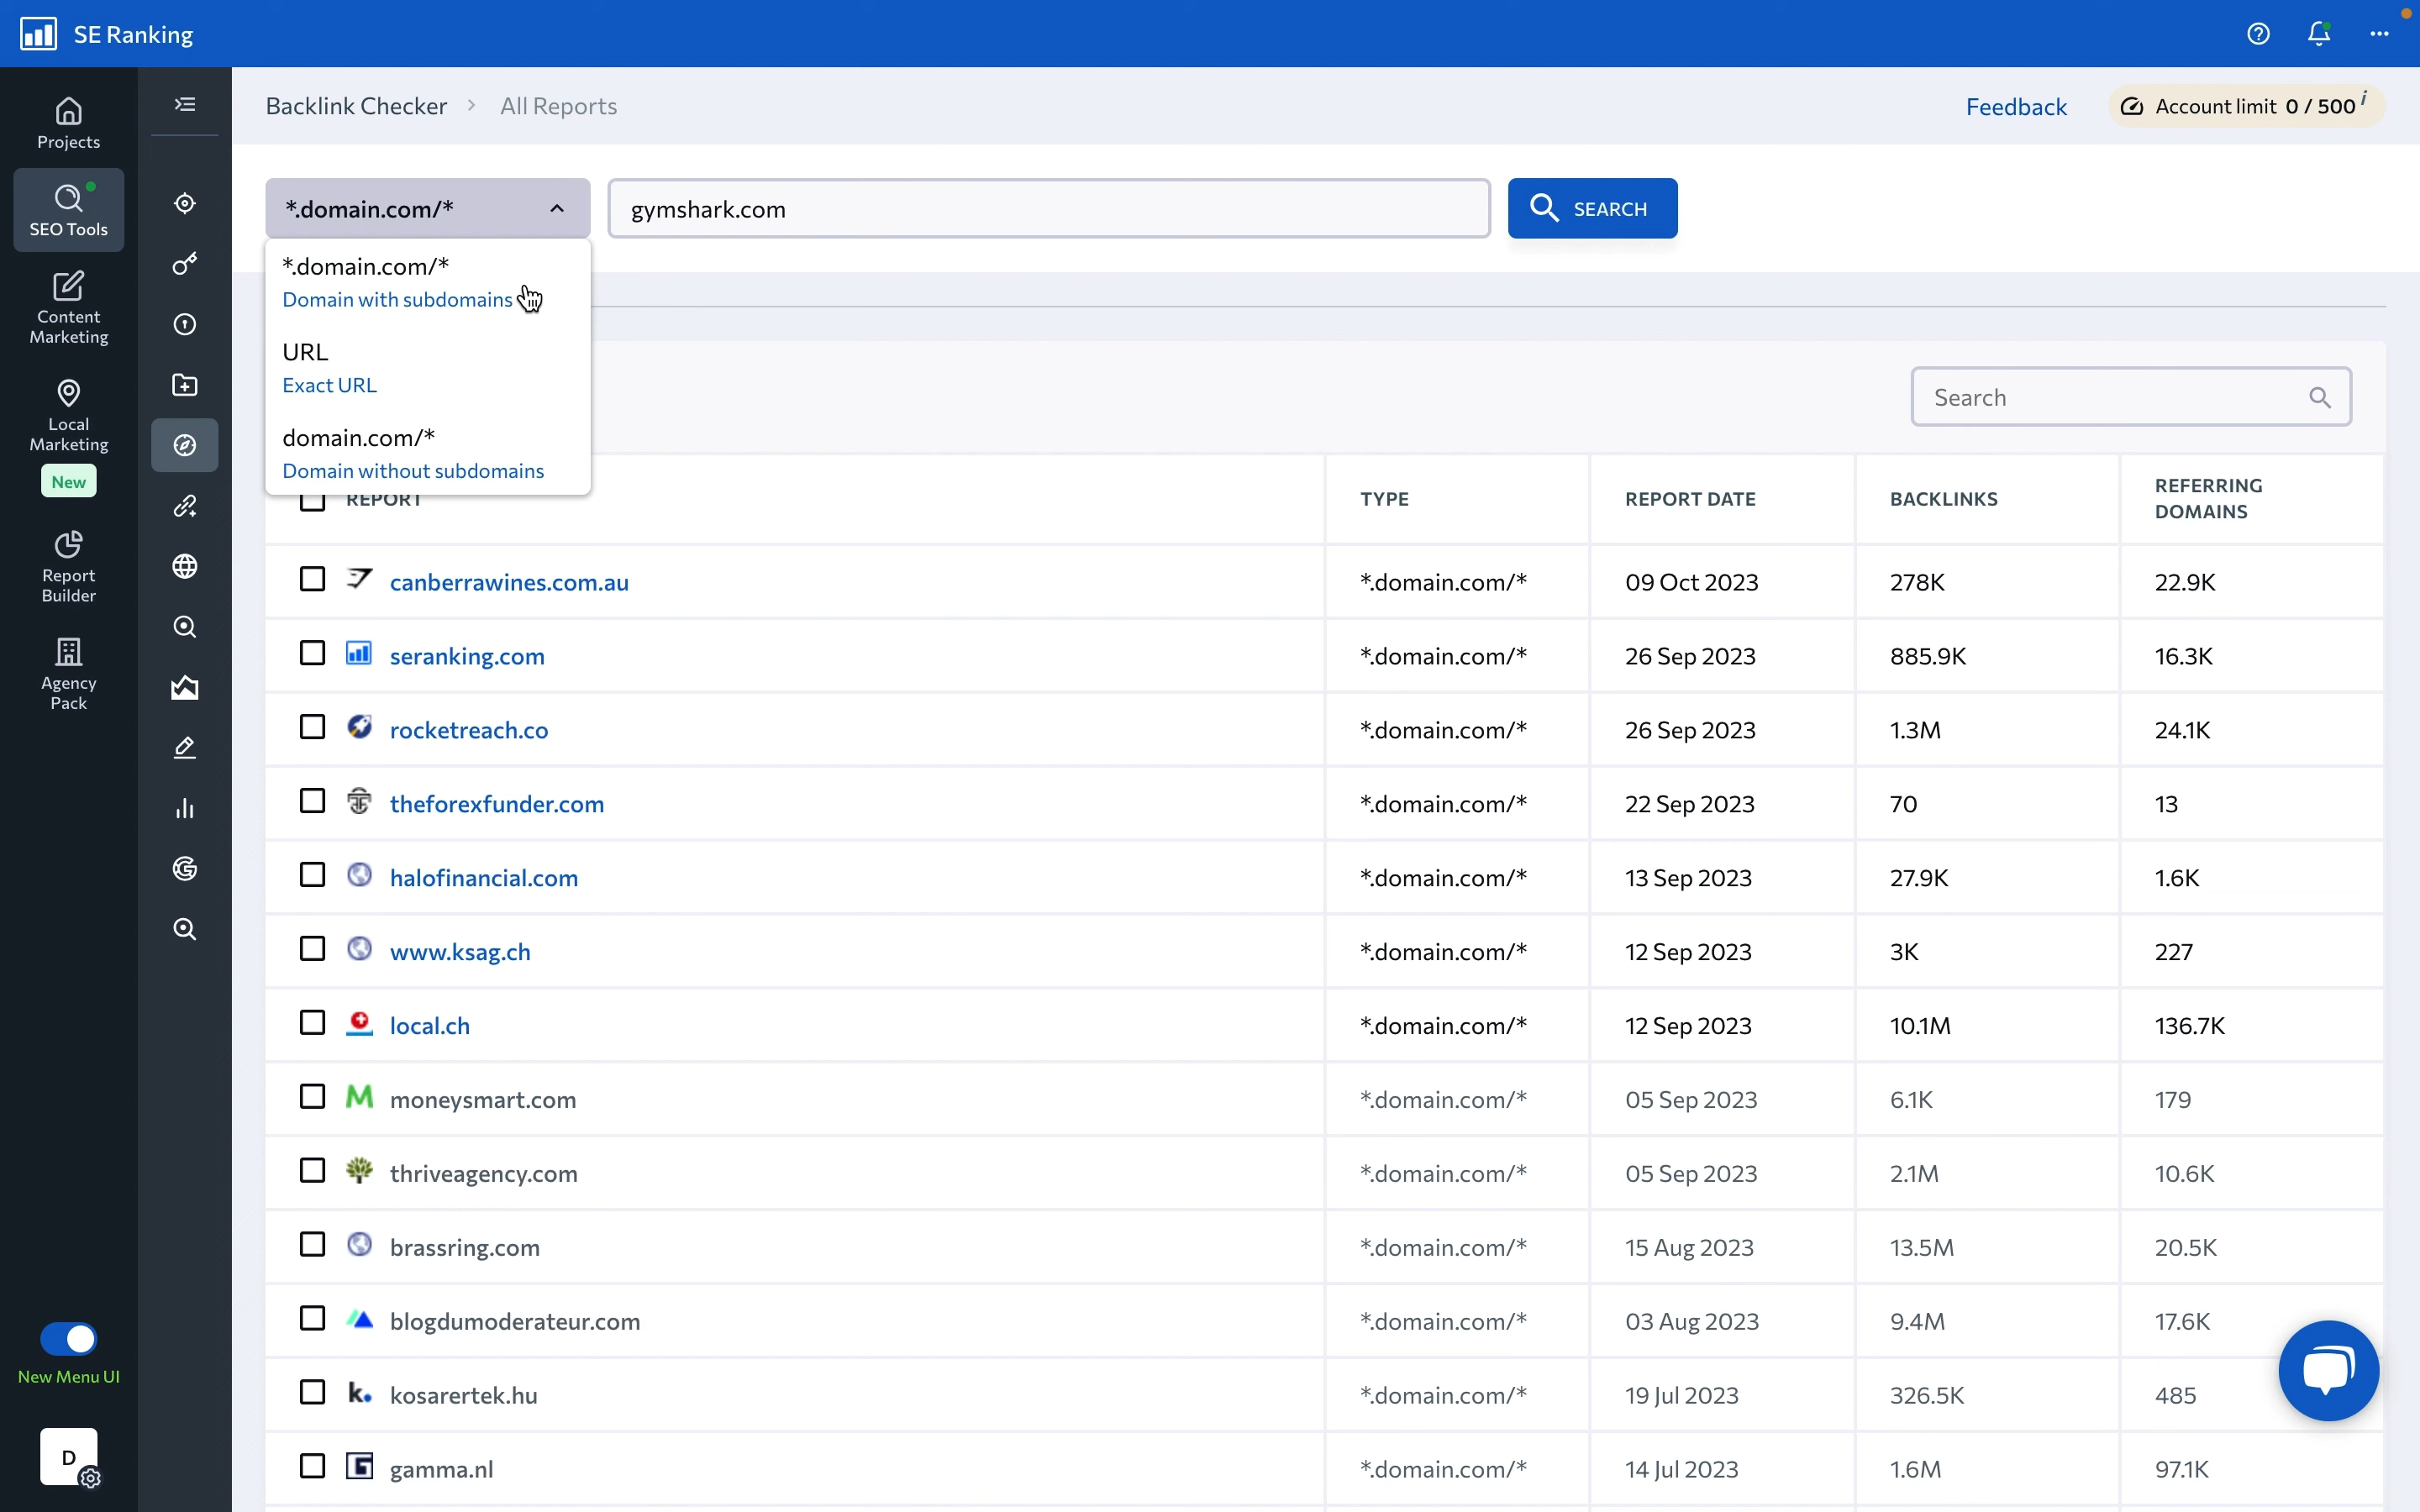 SE Ranking
Projects
SEO Tools
Content
Marketing
Local
Marketing
New
Report
Builder
Agency
Pack
New Menu UI
D
Backlink Checker > All Reports
Feedback
Account limit 0 / 500 i
*.domain.com/*
gymshark.com
SEARCH
*.domain.com/*
Domain with subdomains
URL
Exact URL
domain.com/*
Domain without subdomains
Search
REPORT TYPE REPORT DATE BACKLINKS REFERRING
DOMAINS
canberrawines.com.au *.domain.com/* 09 Oct 2023 278K 22.9K
seranking.com *.domain.com/* 26 Sep 2023 885.9K 16.3K
rocketreach.co *.domain.com/* 26 Sep 2023 1.3M 24.1K
theforexfunder.com *.domain.com/* 22 Sep 2023 70 13
halofinancial.com *.domain.com/* 13 Sep 2023 27.9K 1.6K
www.ksag.ch *.domain.com/* 12 Sep 2023 3K 227
local.ch *.domain.com/* 12 Sep 2023 10.1M 136.7K
moneysmart.com *.domain.com/* 05 Sep 2023 6.1K 179
thriveagency.com *.domain.com/* 05 Sep 2023 2.1M 10.6K
brassring.com *.domain.com/* 15 Aug 2023 13.5M 20.5K
blogdumoderateur.com *.domain.com/* 03 Aug 2023 9.4M 17.6K
k. kosarertek.hu *.domain.com/* 19 Jul 2023 326.5K 485
gamma.nl *.domain.com/* 14 Jul 2023 1.6M 97.1K